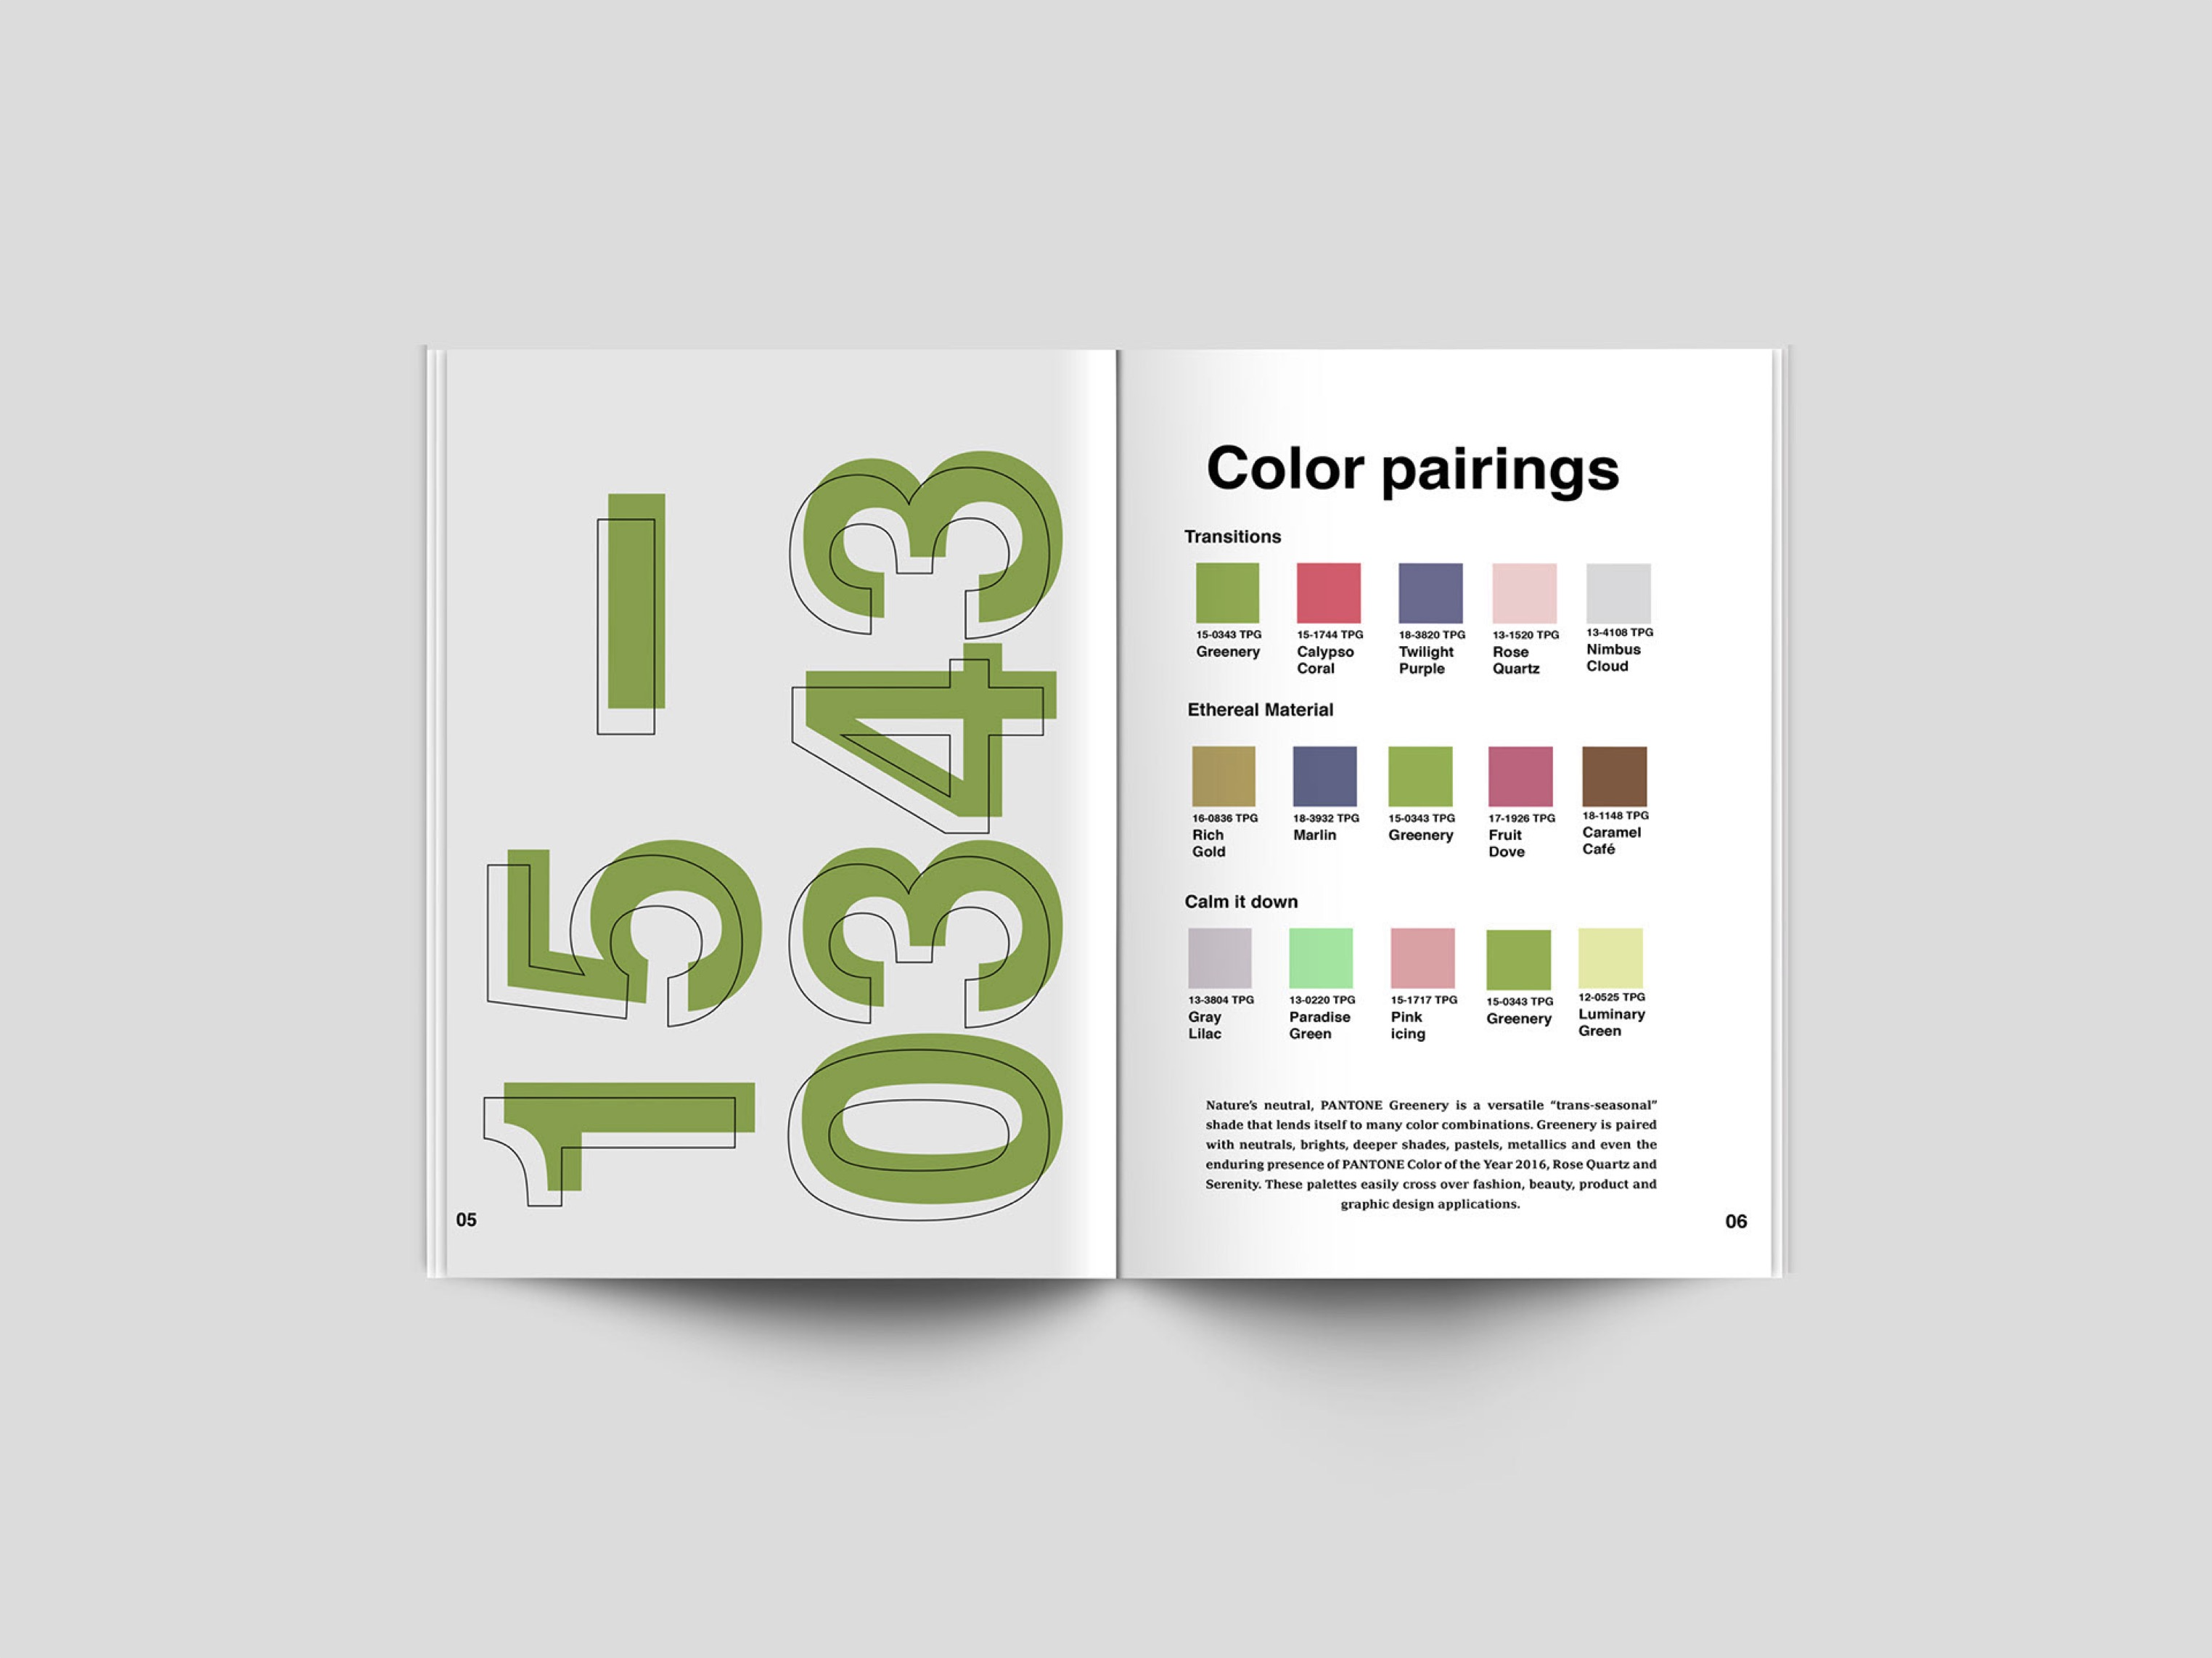 15-
0343
05
Color pairings
Transitions
15-0343 TPG
Greenery
15-1744 TPG
Calypso
Coral
18-3820 TPG
Twilight
Purple
13-1520 TPG
Rose
Quartz
13-4108 TPG
Nimbus
Cloud
Ethereal Material
16-0836 TPG
Rich
Gold
18-3932 TPG
Marlin
15-0343 TPG
Greenery
17-1926 TPG
Fruit
Dove
18-1148 TPG
Caramel
Café
Calm it down
13-3804 TPG
Gray
Lilac
13-0220 TPG
Paradise
Green
15-1717 TPG
Pink
icing
15-0343 TPG
Greenery
12-0525 TPG
Luminary
Green
Nature’s neutral, PANTONE Greenery is a versatile “trans-seasonal”
shade that lends itself to many color combinations. Greenery is paired
with neutrals, brights, deeper shades, pastels, metallics and even the
enduring presence of PANTONE Color of the Year 2016, Rose Quartz and
Serenity. These palettes easily cross over fashion, beauty, product and
graphic design applications.
06